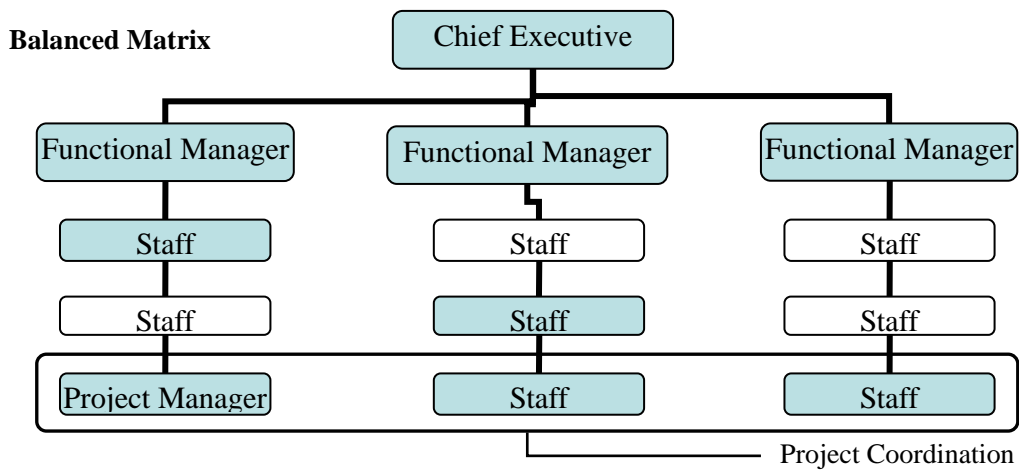 Balanced Matrix
Chief Executive
Functional Manager
Functional Manager
Functional Manager
Staff
Staff
Staff
Staff
Staff
Staff
Project Manager
Staff
Staff
Project Coordination